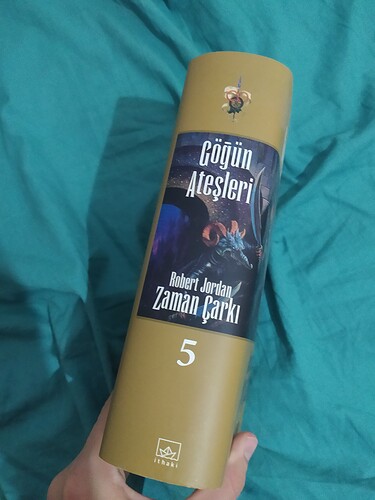 Göğün
Ateşleri
Robert Jordan
Zaman Çarkı
5
ithaki